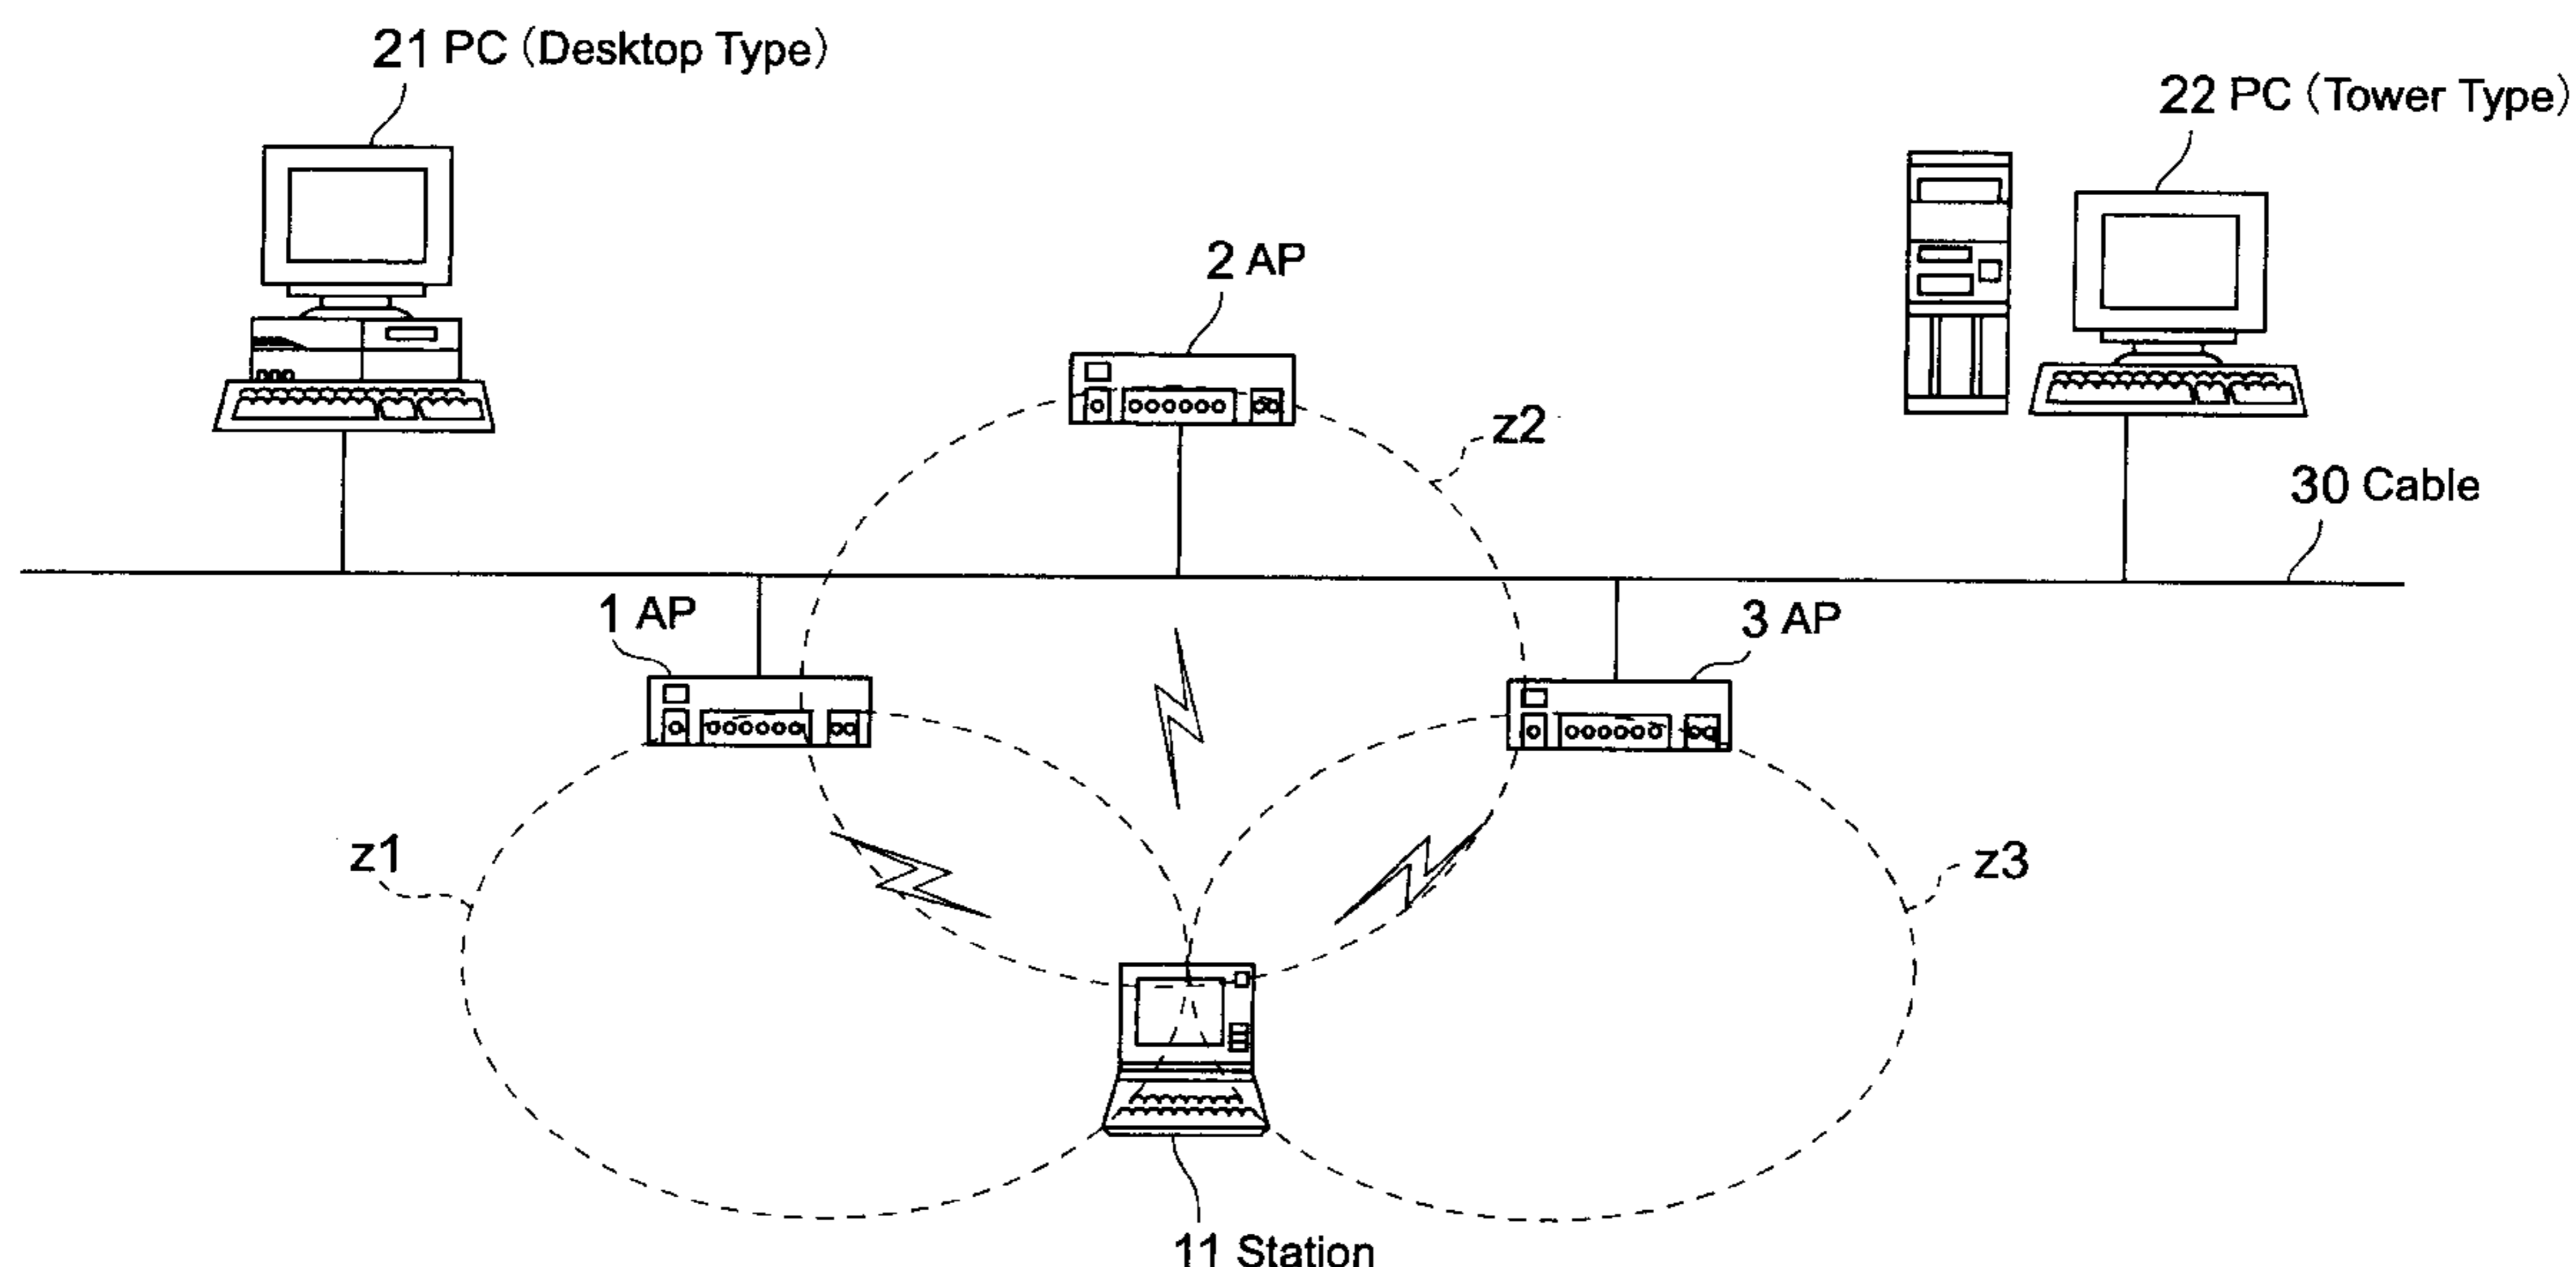 21 PC (Desktop Type)
22 PC (Tower Type)
2 AP
z2
30 Cable
1 AP
3 AP
z1
z3
11 Station